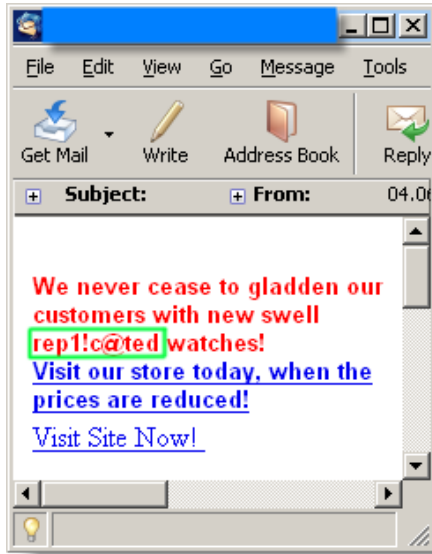 File Edit View Go Message Tools
Get Mail Write Address Book Reply
Subject: From: 04.0
We never cease to gladden our
customers with new swell
rep1!c@ted watches!
Visit our store today, when the
prices are reduced!
Visit Site Now!